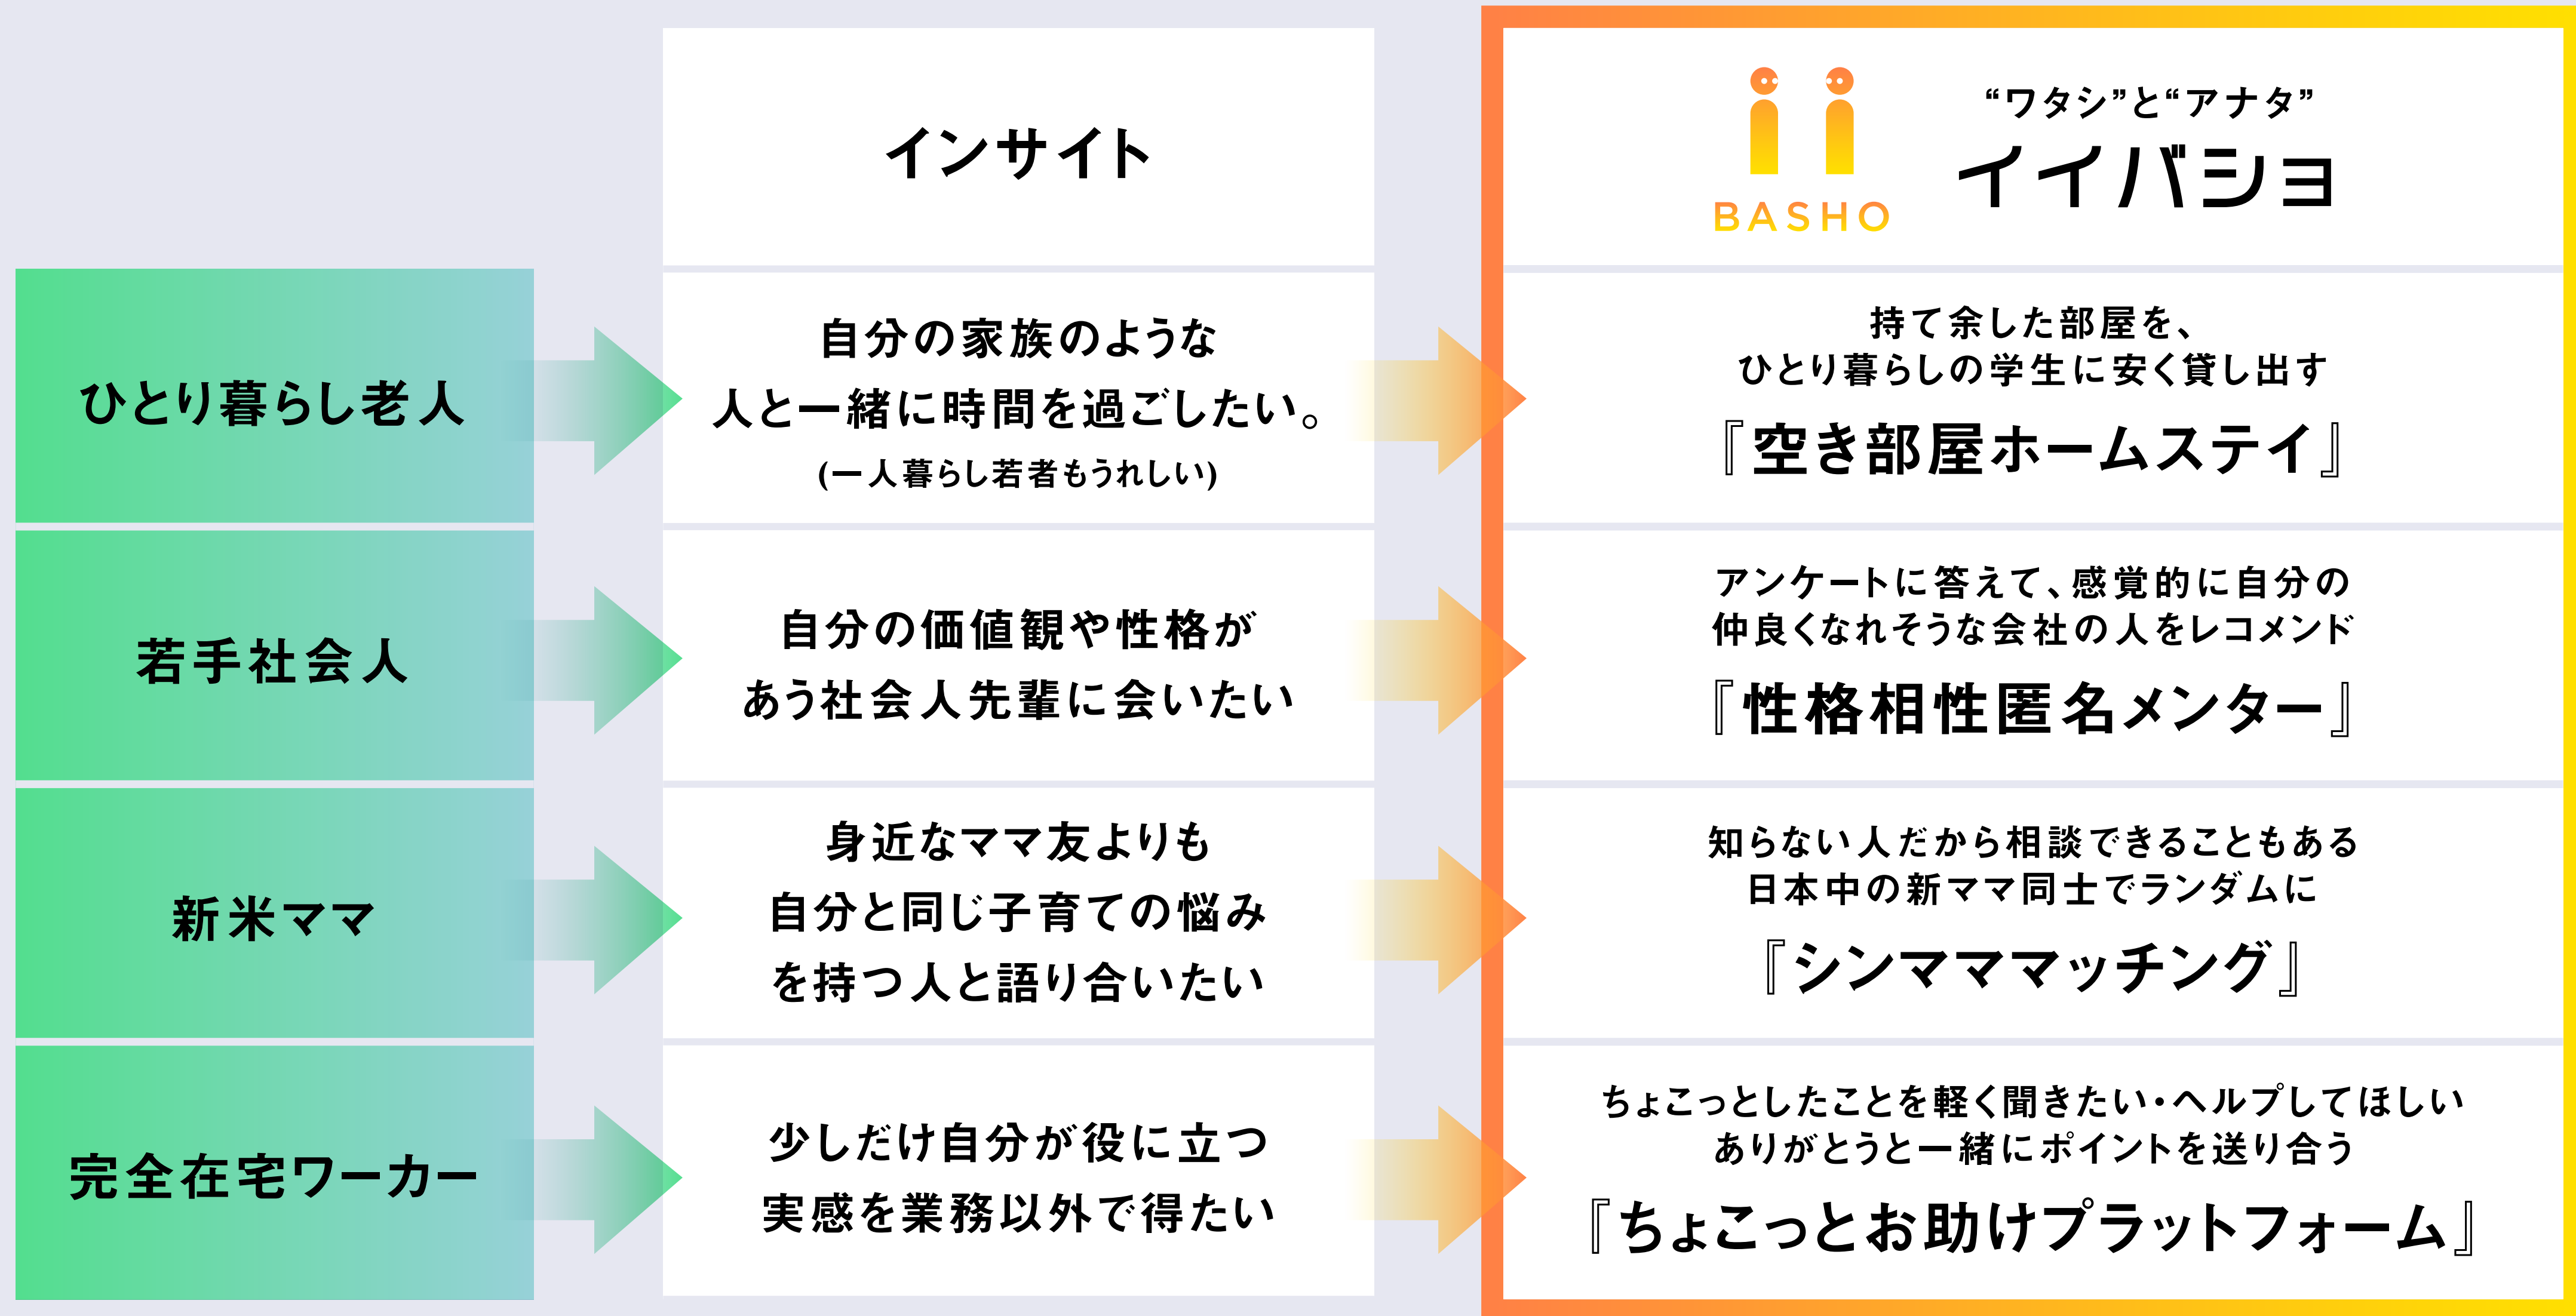 インサイト
BASHO
“ワタシ”と“アナタ”
イイバショ
ひとり暮らし老人
自分の家族のような
人と一緒に時間を過ごしたい。
(一人暮らし若者もうれしい)
持て余した部屋を、
ひとり暮らしの学生に安く貸し出す
『空き部屋ホームステイ』
若手社会人
自分の価値観や性格が
あう社会人先輩に会いたい
アンケートに答えて、感覚的に自分の
仲良くなれそうな会社の人をレコメンド
『性格相性匿名メンター』
新米ママ
身近なママ友よりも
自分と同じ子育ての悩み
を持つ人と語り合いたい
知らない人だから相談できることもある
日本中の新ママ同士でランダムに
『シンママママッチング』
完全在宅ワーカー
少しだけ自分が役に立つ
実感を業務以外で得たい
ちょこっとしたことを軽く聞きたい・ヘルプしてほしい
ありがとうと一緒にポイントを送り合う
『ちょこっとお助けプラットフォーム』